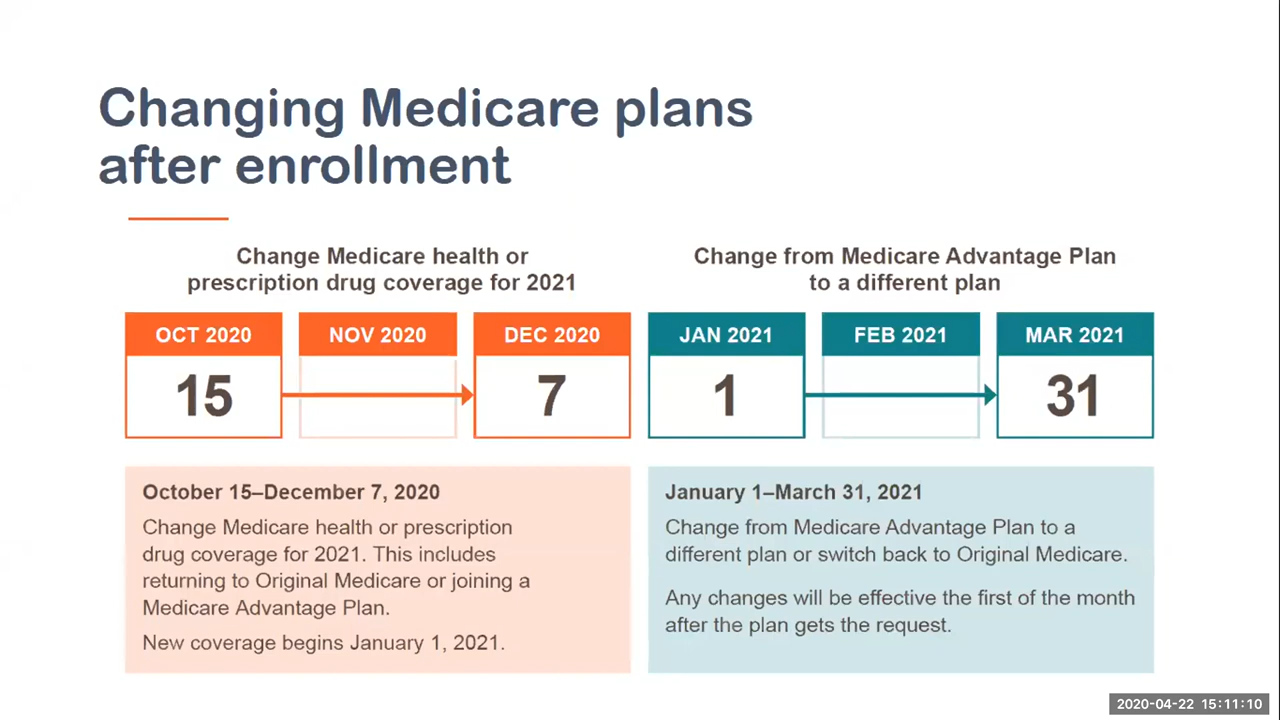 Changing Medicare plans
after enrollment
Change Medicare health or
prescription drug coverage for 2021
OCT 2020
NOV 2020
DEC 2020
15
7
October 15–December 7, 2020
Change Medicare health or prescription
drug coverage for 2021. This includes
returning to Original Medicare or joining a
Medicare Advantage Plan.
New coverage begins January 1, 2021.
Change from Medicare Advantage Plan
to a different plan
JAN 2021
FEB 2021
MAR 2021
1
31
January 1–March 31, 2021
Change from Medicare Advantage Plan to a
different plan or switch back to Original Medicare.
Any changes will be effective the first of the month
after the plan gets the request.
2020-04-22 15:11:10